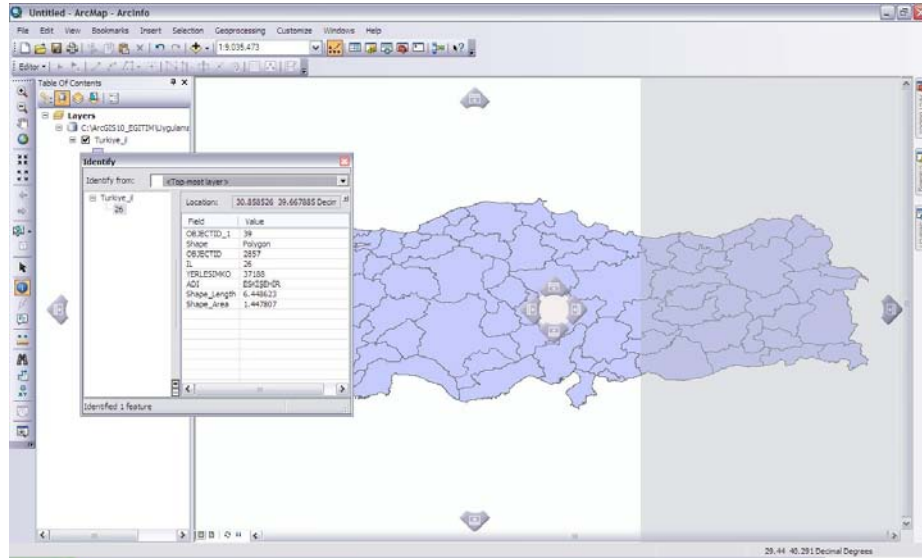 Untitled - ArcMap - ArcInfo
File Edit View Bookmarks Insert Selection Geoprocessing Customize Windows Help
1:9.035.473
Editor
Table Of Contents
Layers
C:\ArcGIS10_EGITIM\Uygulama
Turkiye_il
Identify
Identify from: <Top-most layer>
Turkiye_il
26
Location: 30.858526 39.667885 Decim
Field Value
OBJECTID_1 39
Shape Polygon
OBJECTID 2857
IL 26
YERLESIMKO 37188
ADI ESKİŞEHİR
Shape_Length 6.448623
Shape_Area 1.447807
Identified 1 feature
29.44 40.291 Decimal Degrees